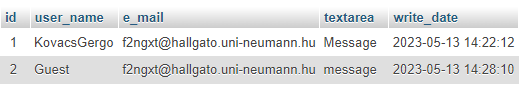 id user_name e_mail textarea write_date
1 KovacsGergo f2ngxt@hallgato.uni-neumann.hu Message 2023-05-13 14:22:12
2 Guest f2ngxt@hallgato.uni-neumann.hu message 2023-05-13 14:28:10